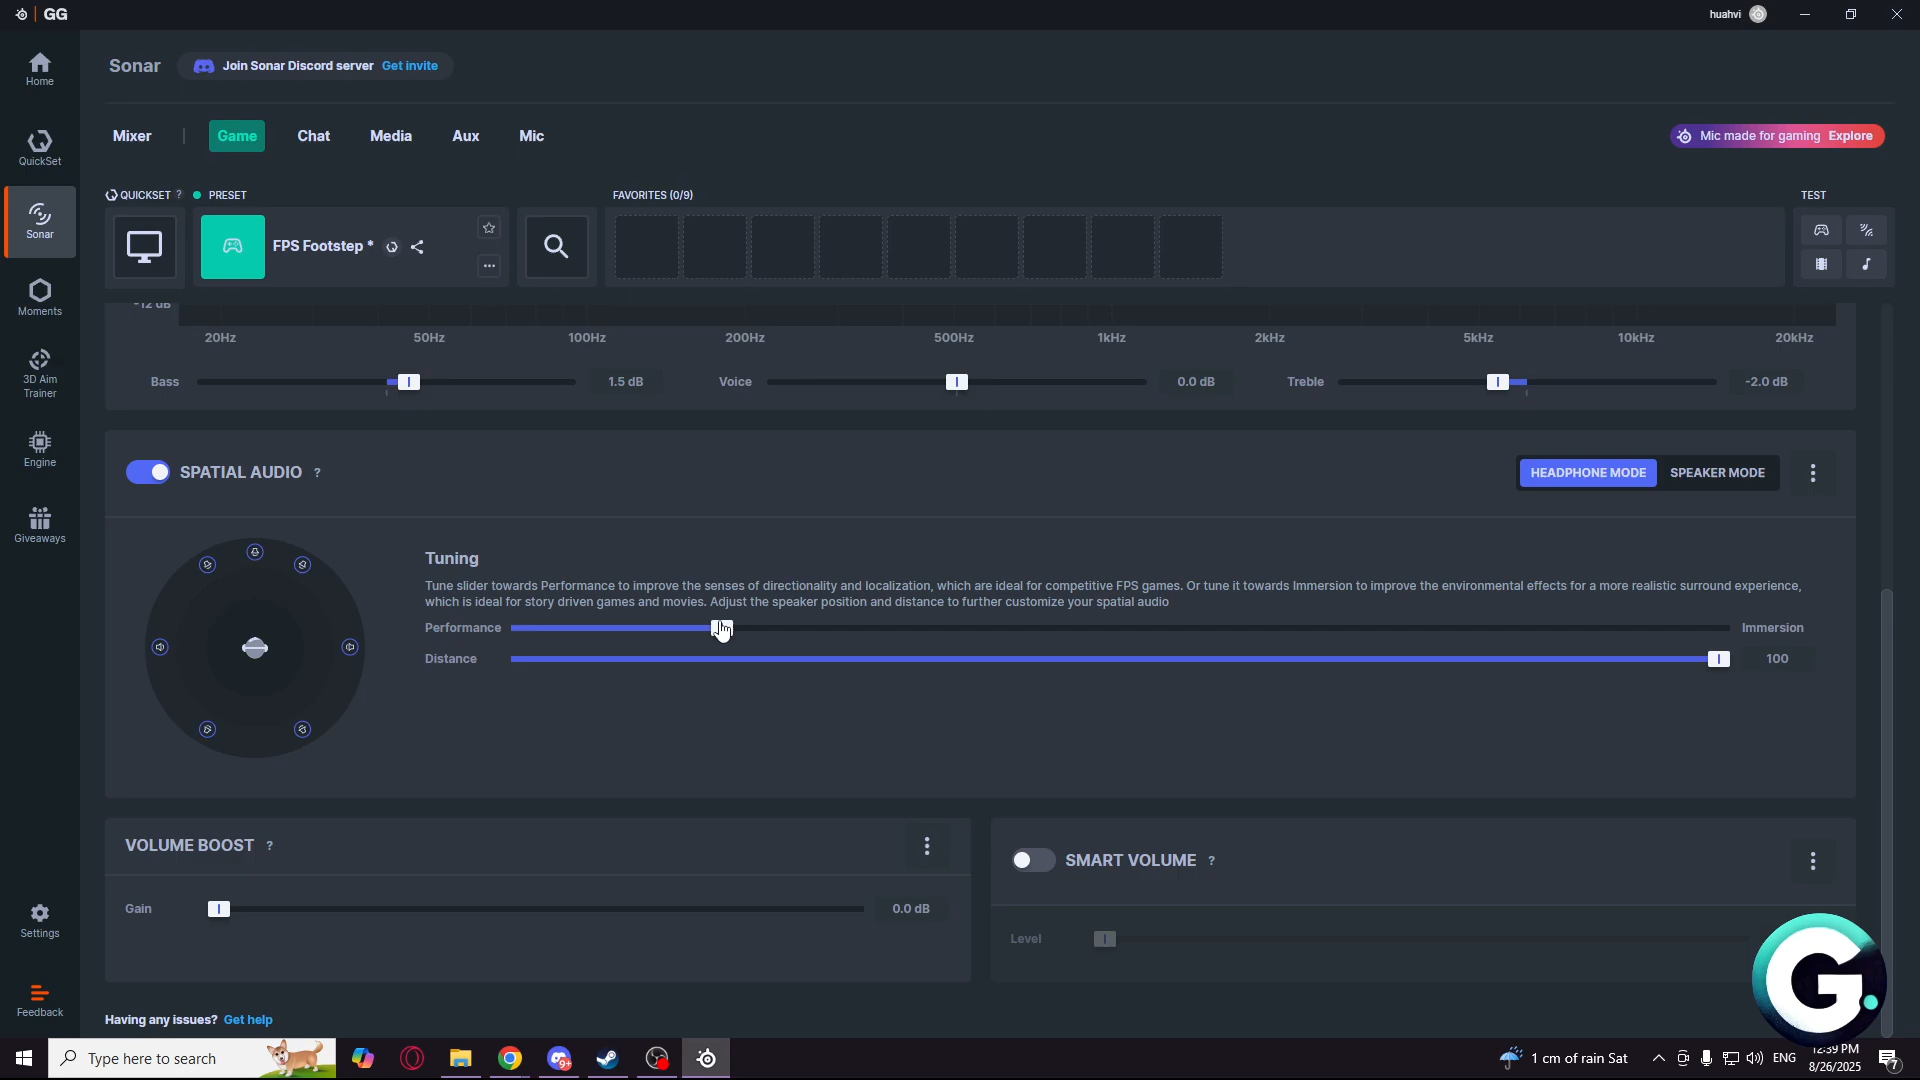 GG
huahvi
Home
QuickSet
Sonar
Moments
3D Aim
Trainer
Engine
Giveaways
Settings
Feedback
Sonar
Join Sonar Discord server Get invite
Mixer
Game
Chat
Media
Aux
Mic
Mic made for gaming Explore
QUICKSET ?
PRESET
FAVORITES (0/9)
TEST
FPS Footstep *
-12 dB
20Hz
50Hz
100Hz
200Hz
500Hz
1kHz
2kHz
5kHz
10kHz
20kHz
Bass
1.5 dB
Voice
0.0 dB
Treble
-2.0 dB
SPATIAL AUDIO ?
HEADPHONE MODE
SPEAKER MODE
Tuning
Tune slider towards Performance to improve the senses of directionality and localization, which are ideal for competitive FPS games. Or tune it towards Immersion to improve the environmental effects for a more realistic surround experience,
which is ideal for story driven games and movies. Adjust the speaker position and distance to further customize your spatial audio
Performance
Immersion
Distance
100
VOLUME BOOST ?
Gain
0.0 dB
SMART VOLUME ?
Level
G
Having any issues? Get help
Type here to search
9+
1 cm of rain Sat
ENG
12:39 PM
8/26/2025
7